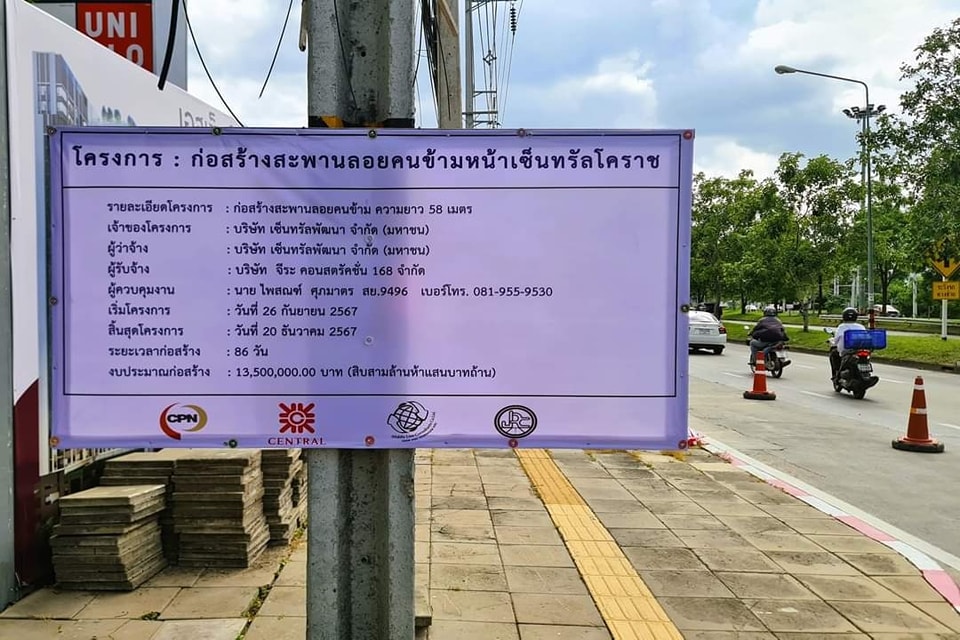 UNI
LO
โครงการ : ก่อสร้างสะพานลอยคนข้ามหน้าเซ็นทรัลโคราช
รายละเอียดโครงการ : ก่อสร้างสะพานลอยคนข้าม ความยาว 58 เมตร
เจ้าของโครงการ : บริษัท เซ็นทรัลพัฒนา จำกัด (มหาชน)
ผู้ว่าจ้าง : บริษัท เซ็นทรัลพัฒนา จำกัด (มหาชน)
ผู้รับจ้าง : บริษัท จีระ คอนสตรัคชั่น 168 จำกัด
ผู้ควบคุมงาน : นาย ไพสณฑ์ ศุภมาตร สย.9496 เบอร์โทร. 081-955-9530
เริ่มโครงการ : วันที่ 26 กันยายน 2567
สิ้นสุดโครงการ : วันที่ 20 ธันวาคม 2567
ระยะเวลาก่อสร้าง : 86 วัน
งบประมาณก่อสร้าง : 13,500,000.00 บาท (สิบสามล้านห้าแสนบาทถ้วน)
CPN
CENTRAL
JRC